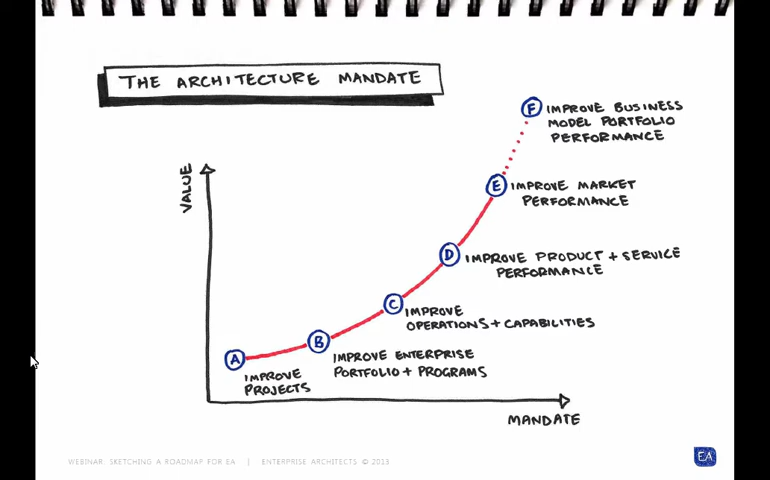 THE ARCHITECTURE MANDATE
F
IMPROVE BUSINESS
MODEL PORTFOLIO
PERFORMANCE
VALUE
E
IMPROVE MARKET
PERFORMANCE
D
IMPROVE PRODUCT + SERVICE
PERFORMANCE
C
IMPROVE
OPERATIONS + CAPABILITIES
B
IMPROVE ENTERPRISE
PORTFOLIO + PROGRAMS
A
IMPROVE
PROJECTS
MANDATE
WEBINAR: SKETCHING A ROADMAP FOR EA | ENTERPRISE ARCHITECTS © 2013
EA